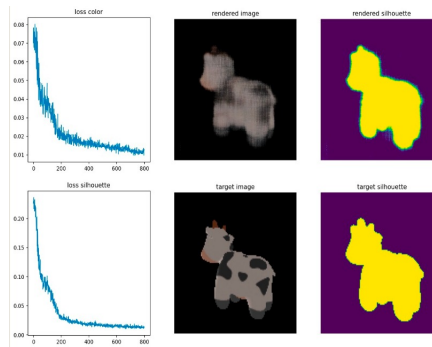 loss color
rendered image
rendered silhouette
0.08
0.07
0.06
0.05
0.04
0.03
0.02
0.01
0 200 400 600 800
loss silhouette
target image
target silhouette
0.20
0.15
0.10
0.05
0.00
0 200 400 600 800